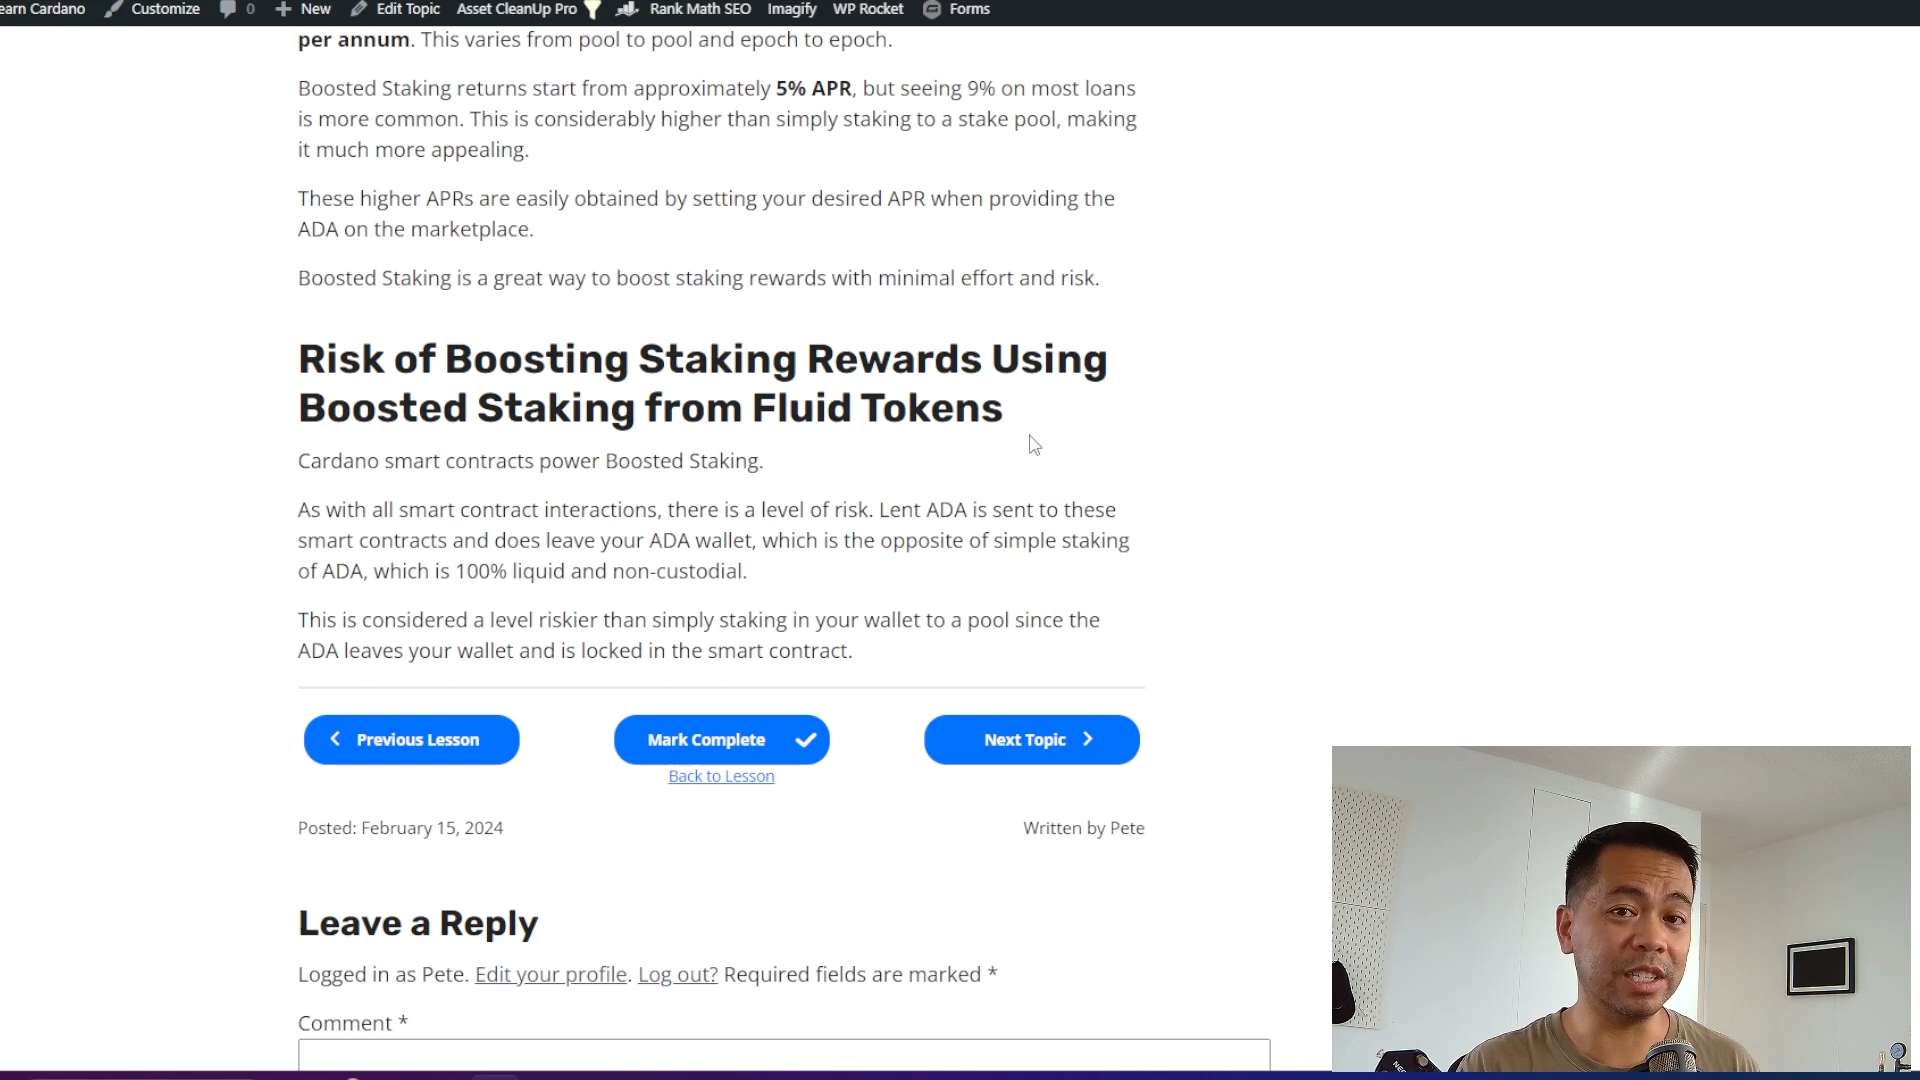 earn Cardano Customize 0 New Edit Topic Asset CleanUp Pro Rank Math SEO Imagify WP Rocket Forms
per annum. This varies from pool to pool and epoch to epoch.
Boosted Staking returns start from approximately 5% APR, but seeing 9% on most loans
is more common. This is considerably higher than simply staking to a stake pool, making
it much more appealing.
These higher APRs are easily obtained by setting your desired APR when providing the
ADA on the marketplace.
Boosted Staking is a great way to boost staking rewards with minimal effort and risk.
Risk of Boosting Staking Rewards Using
Boosted Staking from Fluid Tokens
Cardano smart contracts power Boosted Staking.
As with all smart contract interactions, there is a level of risk. Lent ADA is sent to these
smart contracts and does leave your ADA wallet, which is the opposite of simple staking
of ADA, which is 100% liquid and non-custodial.
This is considered a level riskier than simply staking in your wallet to a pool since the
ADA leaves your wallet and is locked in the smart contract.
Previous Lesson Mark Complete Next Topic
Back to Lesson
Posted: February 15, 2024 Written by Pete
Leave a Reply
Logged in as Pete. Edit your profile. Log out? Required fields are marked *
Comment *